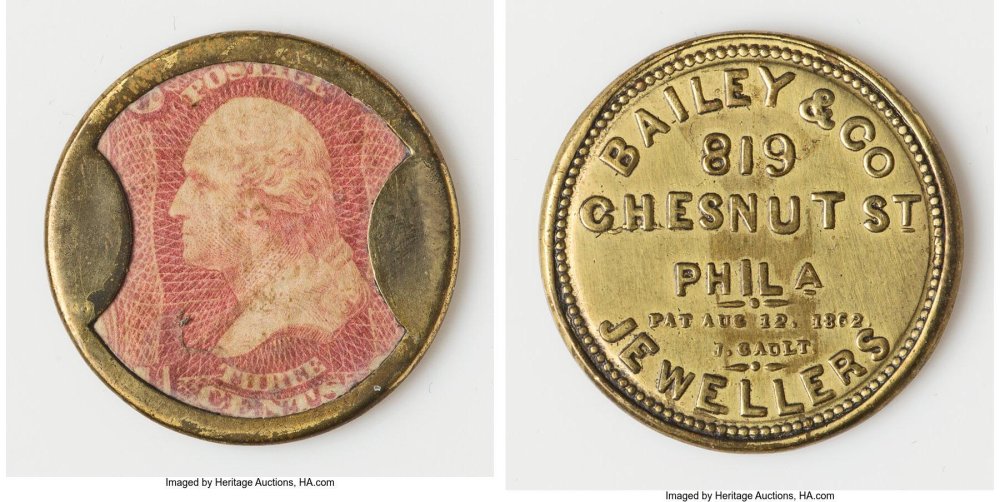 POSTAGE
THREE
CENTS
Imaged by Heritage Auctions, HA.com
BAILEY & CO
819
CHESNUT ST
PHILA
PAT AUG 12, 1862
J. GAULT
JEWELLERS
Imaged by Heritage Auctions, HA.com